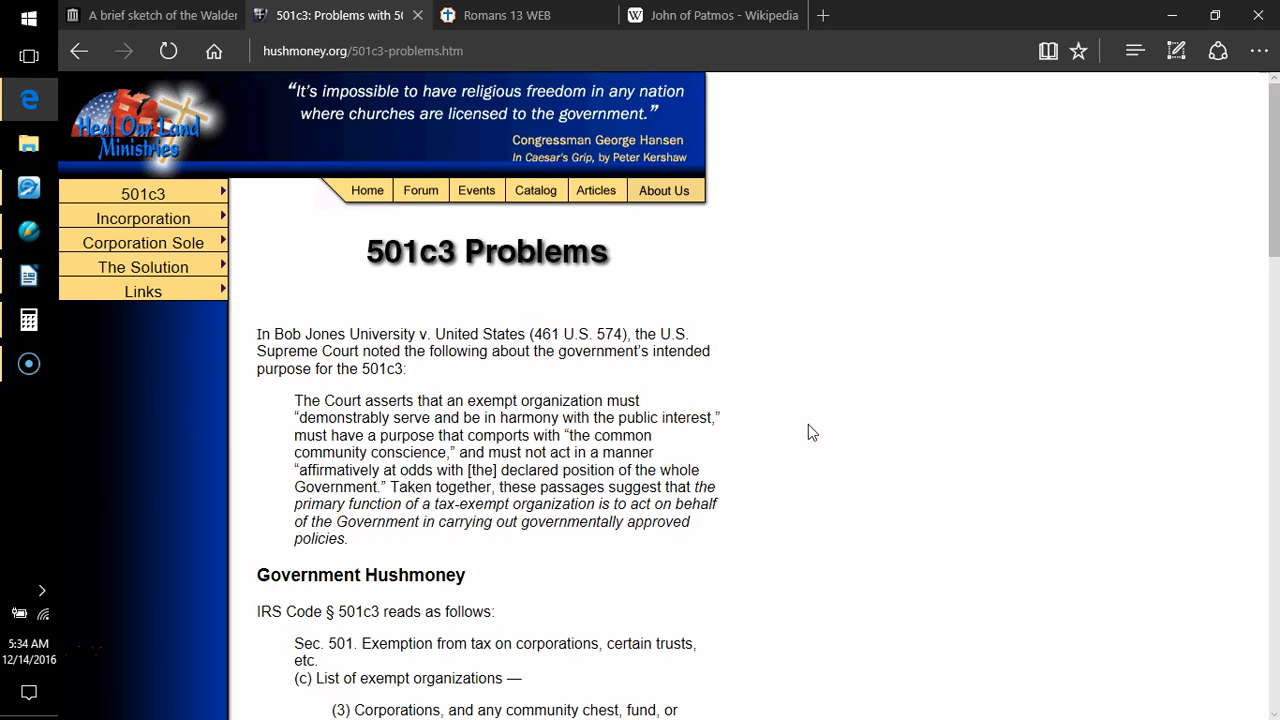 A brief sketch of the Walden
501c3: Problems with 50
Romans 13 WEB
John of Patmos - Wikipedia
hushmoney.org/501c3-problems.htm
Heal Our Land
Ministries
“It's impossible to have religious freedom in any nation
where churches are licensed to the government.”
Congressman George Hansen
In Caesar's Grip, by Peter Kershaw
Home Forum Events Catalog Articles About Us
501c3
Incorporation
Corporation Sole
The Solution
Links
501c3 Problems
In Bob Jones University v. United States (461 U.S. 574), the U.S.
Supreme Court noted the following about the government’s intended
purpose for the 501c3:
The Court asserts that an exempt organization must
“demonstrably serve and be in harmony with the public interest,”
must have a purpose that comports with “the common
community conscience,” and must not act in a manner
“affirmatively at odds with [the] declared position of the whole
Government.” Taken together, these passages suggest that the
primary function of a tax-exempt organization is to act on behalf
of the Government in carrying out governmentally approved
policies.
Government Hushmoney
IRS Code § 501c3 reads as follows:
Sec. 501. Exemption from tax on corporations, certain trusts,
etc.
(c) List of exempt organizations —
(3) Corporations, and any community chest, fund, or
5:34 AM
12/14/2016